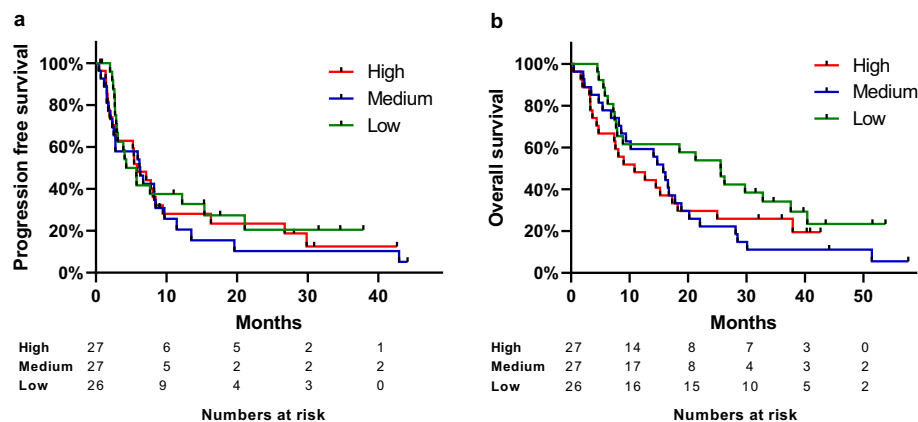 a
Progression free survival
100%
80%
60%
40%
20%
0%
High
Medium
Low
0 10 20 30 40
Months
High 27 6 5 2 1
Medium 27 5 2 2 2
Low 26 9 4 3 0
Numbers at risk
b
Overall survival
100%
80%
60%
40%
20%
0%
High
Medium
Low
0 10 20 30 40 50
Months
High 27 14 8 7 3 0
Medium 27 17 8 4 3 2
Low 26 16 15 10 5 2
Numbers at risk